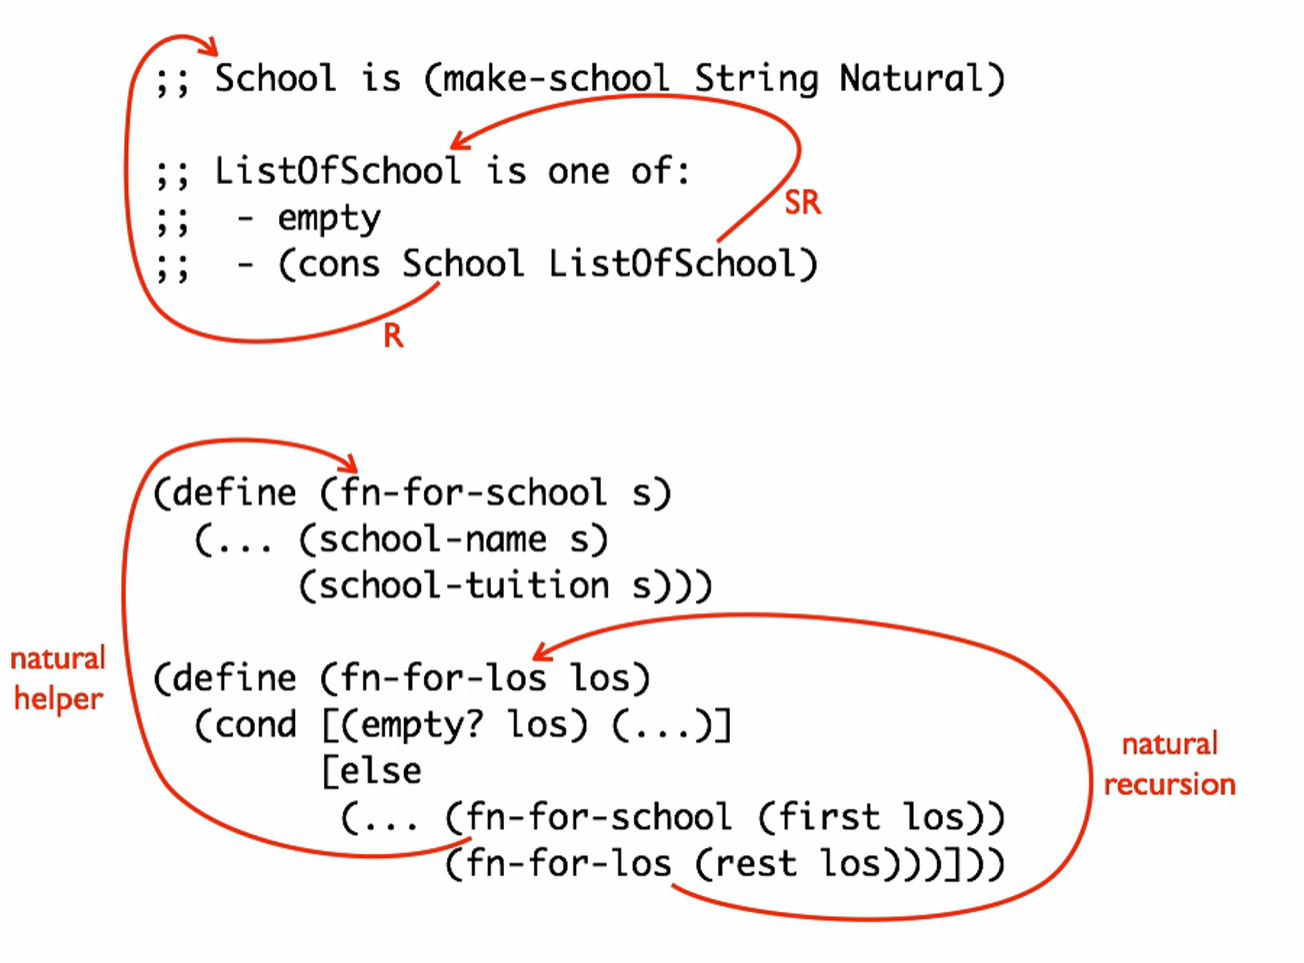 ;; School is (make-school String Natural)
;; ListOfSchool is one of:
;;  - empty
;;  - (cons School ListOfSchool)
SR
R
(define (fn-for-school s)
  (... (school-name s)
       (school-tuition s)))
(define (fn-for-los los)
  (cond [(empty? los) (...)]
        [else
         (... (fn-for-school (first los))
              (fn-for-los (rest los)))]))
natural
helper
natural
recursion